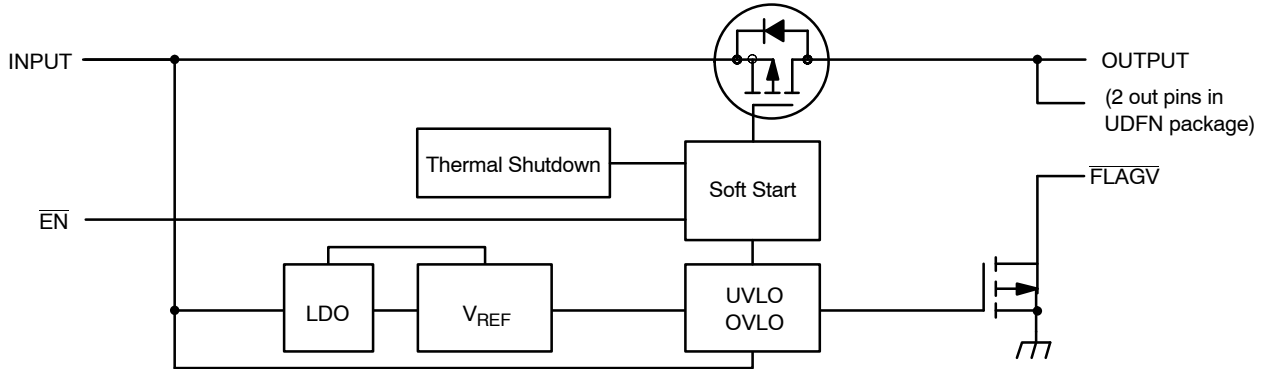 INPUT
OUTPUT
(2 out pins in
UDFN package)
Thermal Shutdown
Soft Start
FLAGV
EN
LDO
VREF
UVLO
OVLO